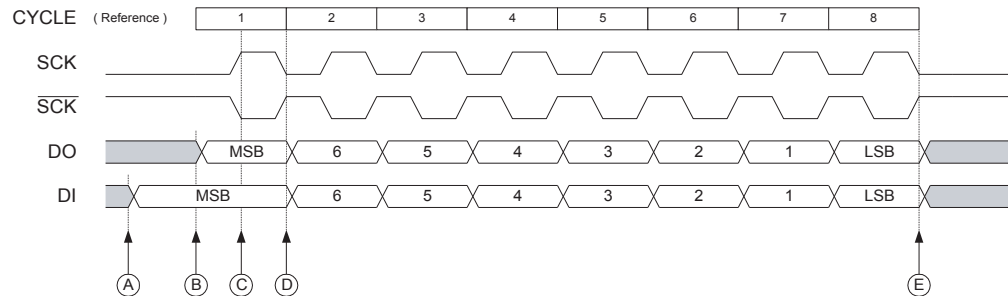 CYCLE ( Reference ) 1 2 3 4 5 6 7 8
SCK
SCK
DO MSB 6 5 4 3 2 1 LSB
DI MSB 6 5 4 3 2 1 LSB
A B C D E